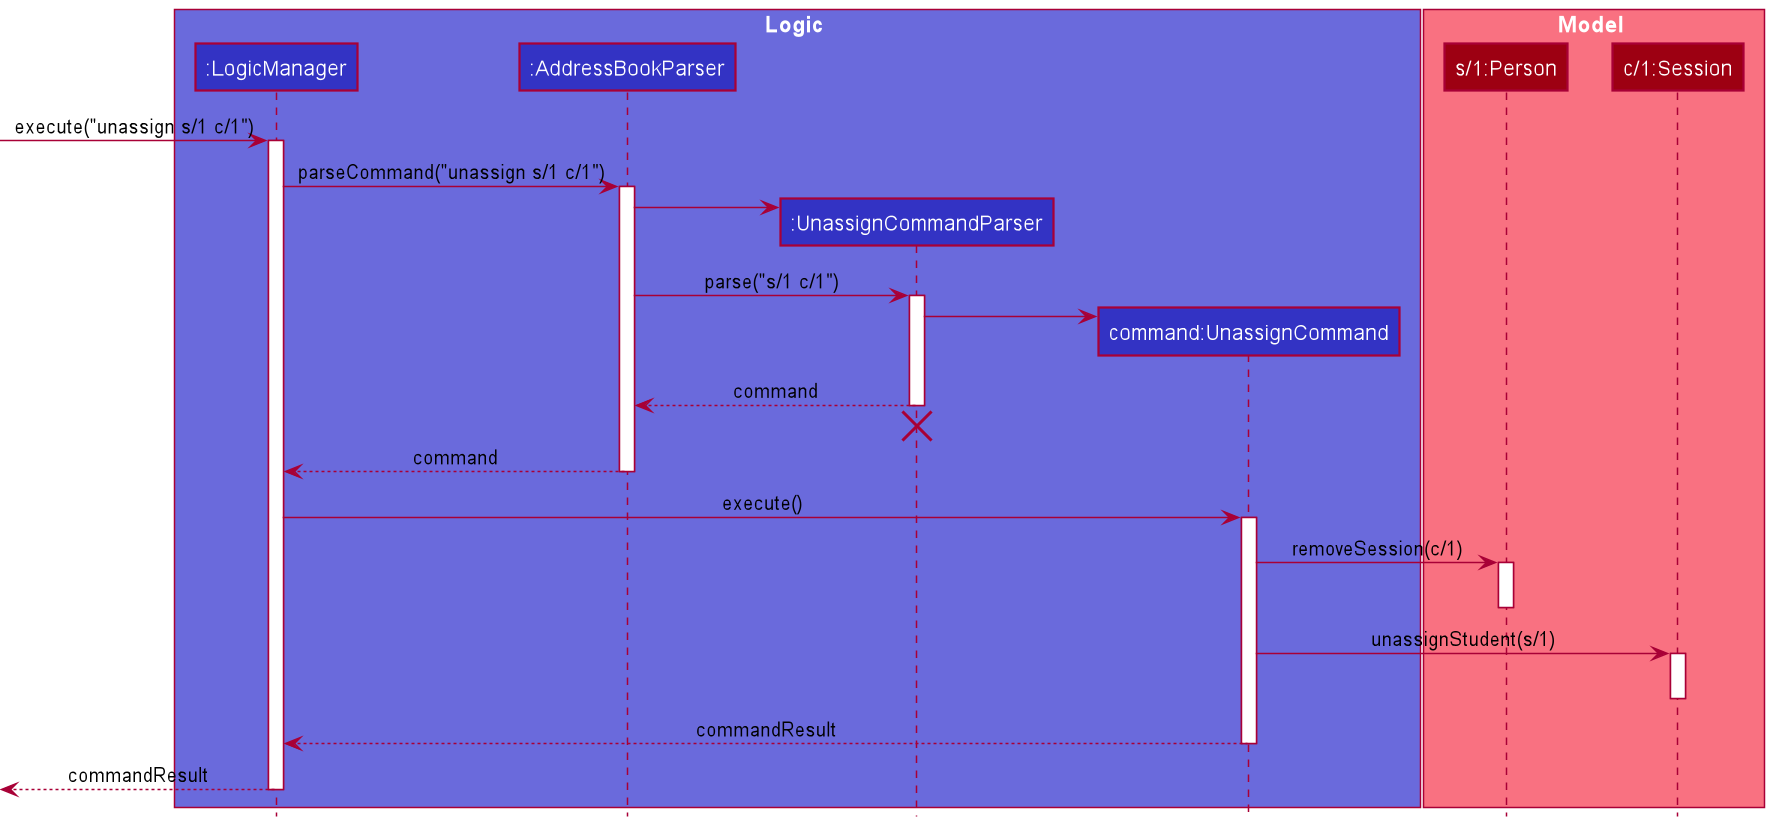 Logic
Model
:LogicManager
:AddressBookParser
s/1:Person
c/1:Session
execute("unassign s/1 c/1")
parseCommand("unassign s/1 c/1")
:UnassignCommandParser
parse("s/1 c/1")
command:UnassignCommand
command
command
execute()
removeSession(c/1)
unassignStudent(s/1)
commandResult
commandResult